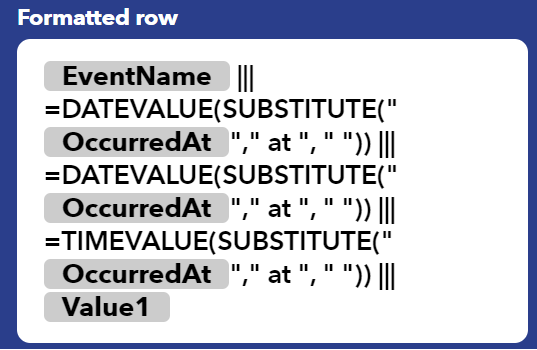 Formatted row
EventName |||
=DATEVALUE(SUBSTITUTE("
OccurredAt "," at ", " ")) |||
=DATEVALUE(SUBSTITUTE("
OccurredAt "," at ", " ")) |||
=TIMEVALUE(SUBSTITUTE("
OccurredAt "," at ", " ")) |||
Value1